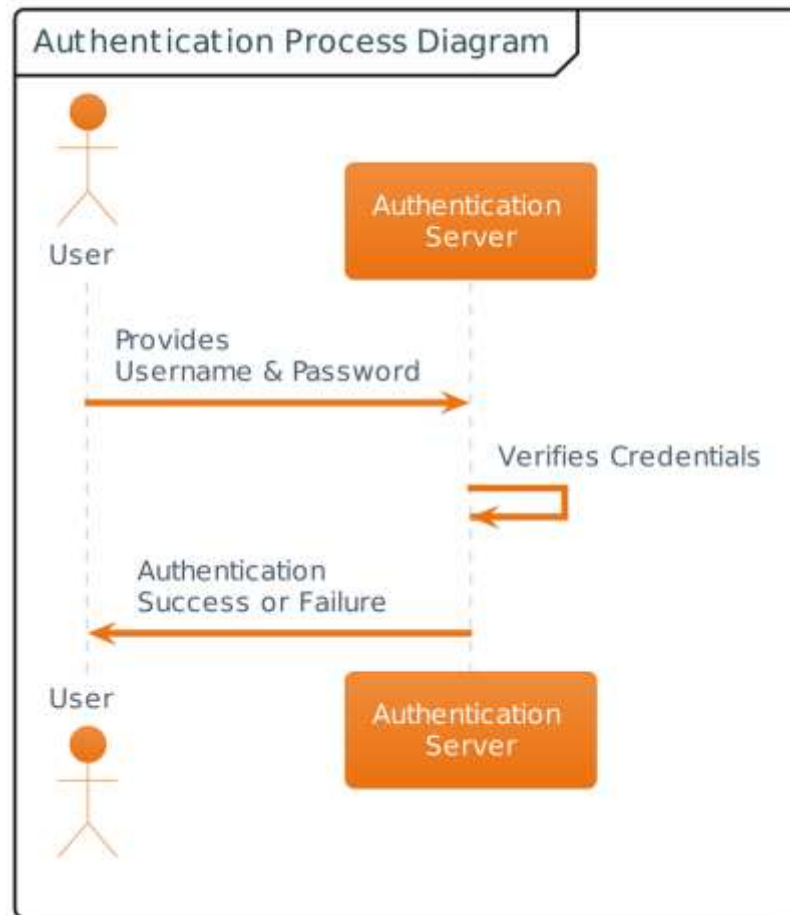 Authentication Process Diagram
User
Authentication
Server
Provides
Username & Password
Verifies Credentials
Authentication
Success or Failure
User
Authentication
Server